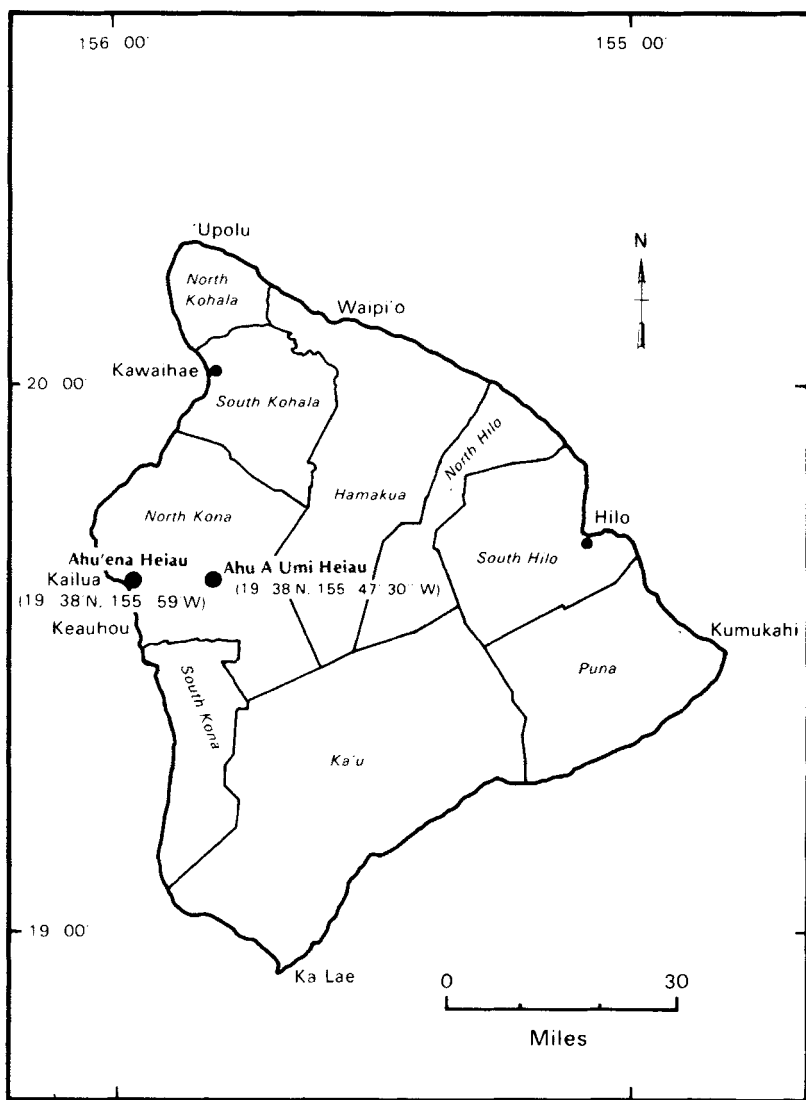 156 00'
155 00'
'Upolu
N
North
Kohala
Waipi'o
Kawaihae
20 00'
South Kohala
North Hilo
Hamakua
North Kona
Hilo
South Hilo
Ahu'ena Heiau
Ahu A Umi Heiau
Kailua
(19 38 N, 155 59 W)
(19 38 N, 155 47' 30" W)
Keauhou
Kumukahi
Puna
South Kona
Ka'u
19 00'
Ka Lae
0
30
Miles